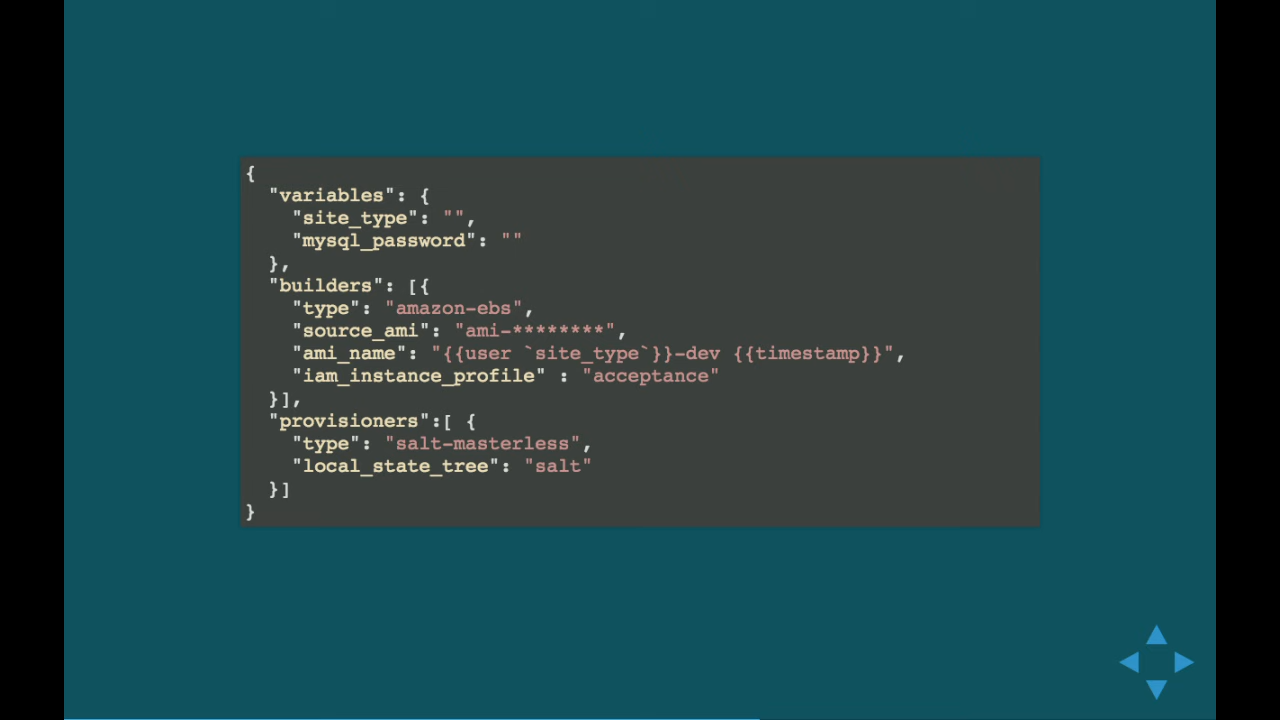 {
  "variables": {
    "site_type": "",
    "mysql_password": ""
  },
  "builders": [{
    "type": "amazon-ebs",
    "source_ami": "ami-********",
    "ami_name": "{{user `site_type`}}-dev {{timestamp}}",
    "iam_instance_profile" : "acceptance"
  }],
  "provisioners":[ {
    "type": "salt-masterless",
    "local_state_tree": "salt"
  }]
}